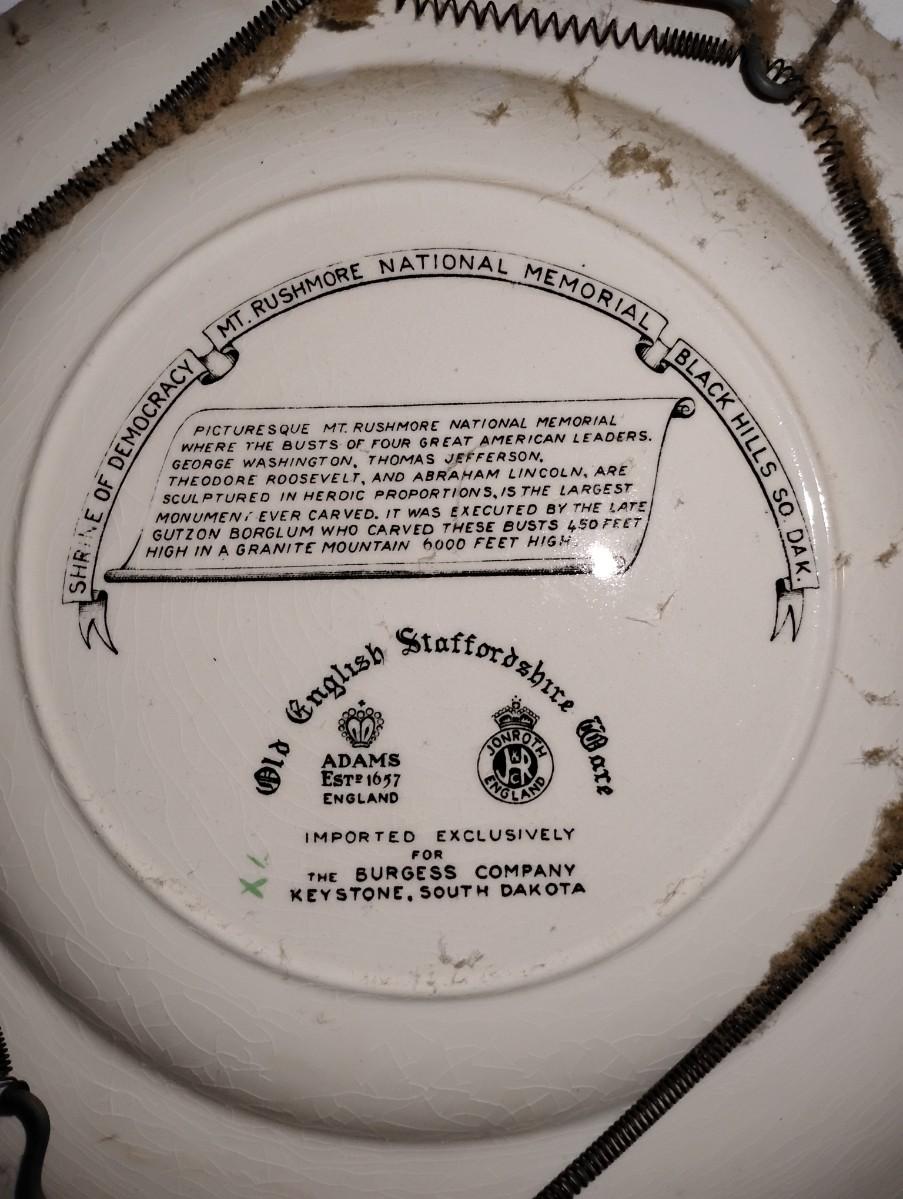 SHRINE OF DEMOCRACY
MT. RUSHMORE NATIONAL MEMORIAL
BLACK HILLS SO. DAK.
PICTURESQUE MT. RUSHMORE NATIONAL MEMORIAL
WHERE THE BUSTS OF FOUR GREAT AMERICAN LEADERS.
GEORGE WASHINGTON, THOMAS JEFFERSON,
THEODORE ROOSEVELT, AND ABRAHAM LINCOLN, ARE
SCULPTURED IN HEROIC PROPORTIONS, IS THE LARGEST
MONUMENT EVER CARVED. IT WAS EXECUTED BY THE LATE
GUTZON BORGLUM WHO CARVED THESE BUSTS 450 FEET
HIGH IN A GRANITE MOUNTAIN 6000 FEET HIGH.
Old English Staffordshire Ware
ADAMS
ESTD 1657
ENGLAND
JONROTH
JWRC
ENGLAND
IMPORTED EXCLUSIVELY
FOR
THE BURGESS COMPANY
KEYSTONE, SOUTH DAKOTA